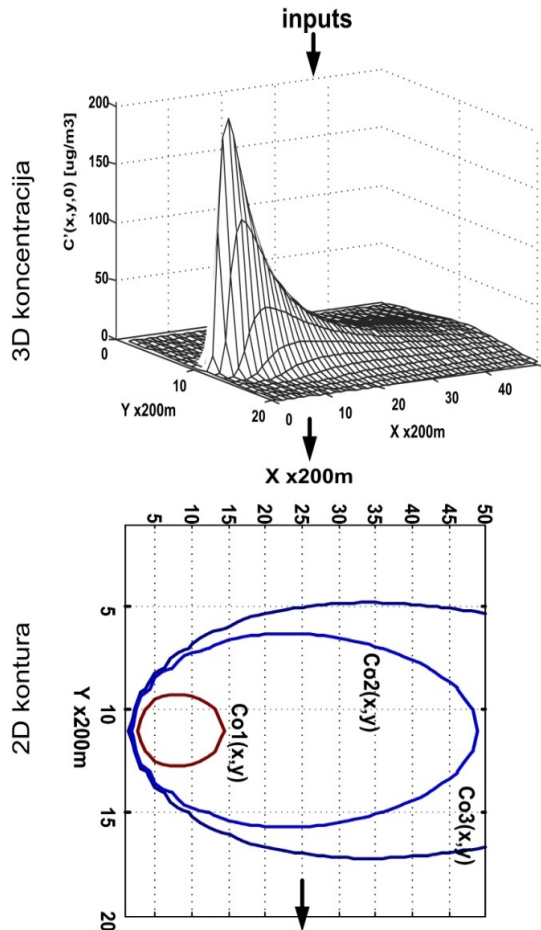 inputs
3D koncentracija
C'(x,y,0) [ug/m3]
200
150
100
50
0
0
10
20
Y x200m
0
10
20
30
40
X x200m
X x200m
5
10
15
20
25
30
35
40
45
50
2D kontura
Y x200m
5
10
15
20
Co1(x,y)
Co2(x,y)
Co3(x,y)